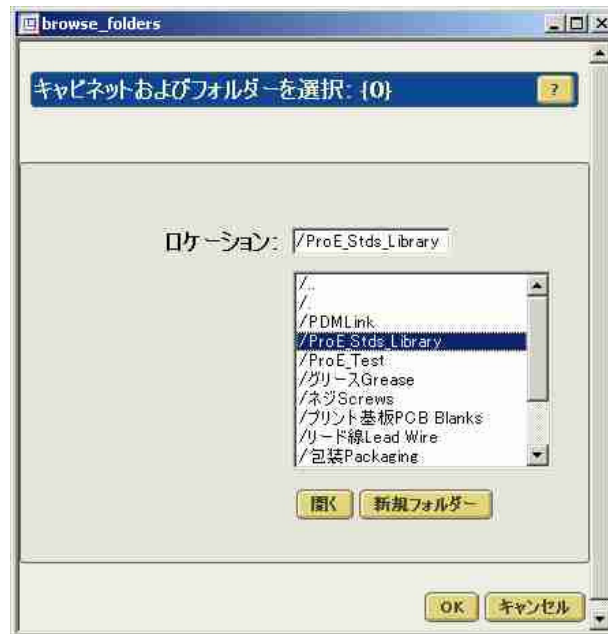 browse_folders
キャビネットおよびフォルダーを選択: {0}
?
ロケーション: /ProE_Stds_Library
/..
/.
/PDMLink
/ProE_Stds_Library
/ProE_Test
/グリースGrease
/ネジScrews
/プリント基板PCB Blanks
/リード線Lead Wire
/包装Packaging
開く 新規フォルダー
OK キャンセル